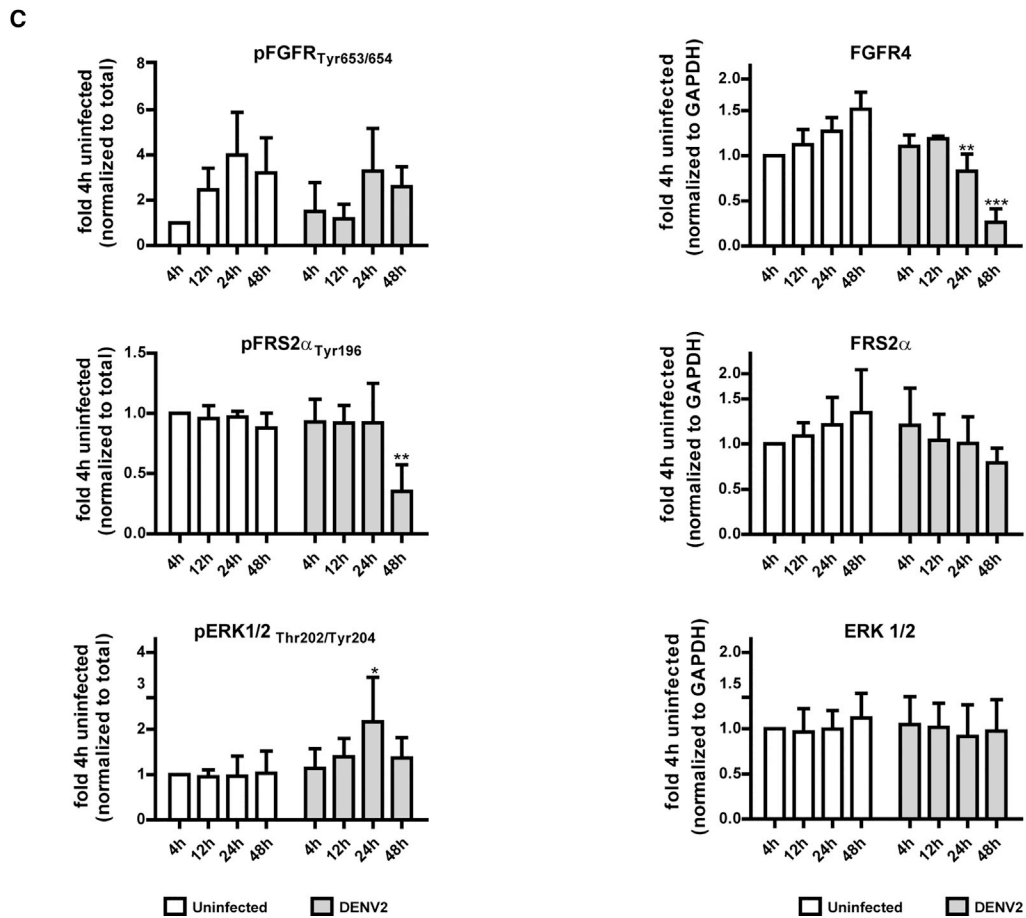 C
pFGFR Tyr653/654
fold 4h uninfected
(normalized to total)
8
6
4
2
0
4h 12h 24h 48h 4h 12h 24h 48h
FGFR4
fold 4h uninfected
(normalized to GAPDH)
2.0
1.5
1.0
0.5
0.0
**
***
4h 12h 24h 48h 4h 12h 24h 48h
pFRS2α Tyr196
fold 4h uninfected
(normalized to total)
1.5
1.0
0.5
0.0
**
4h 12h 24h 48h 4h 12h 24h 48h
FRS2α
fold 4h uninfected
(normalized to GAPDH)
2.0
1.5
1.0
0.5
0.0
4h 12h 24h 48h 4h 12h 24h 48h
pERK1/2 Thr202/Tyr204
fold 4h uninfected
(normalized to total)
4
3
2
1
0
*
4h 12h 24h 48h 4h 12h 24h 48h
ERK 1/2
fold 4h uninfected
(normalized to GAPDH)
2.0
1.5
1.0
0.5
0.0
4h 12h 24h 48h 4h 12h 24h 48h
Uninfected DENV2
Uninfected DENV2